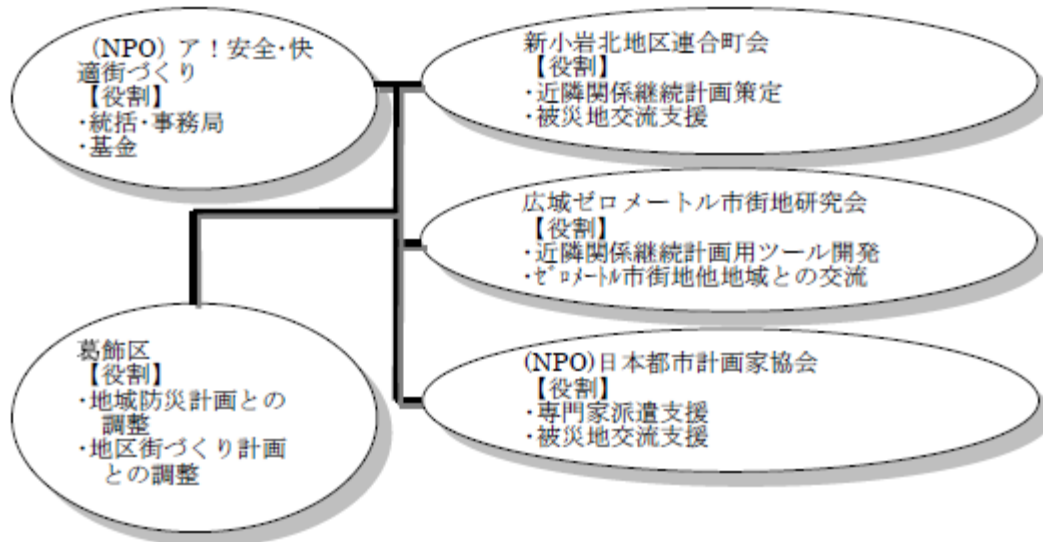 （NPO）ア！安全・快
適街づくり
【役割】
・統括・事務局
・基金
新小岩北地区連合町会
【役割】
・近隣関係継続計画策定
・被災地交流支援
広域ゼロメートル市街地研究会
【役割】
・近隣関係継続計画用ツール開発
・ｾﾞﾛﾒｰﾄﾙ市街地他地域との交流
葛飾区
【役割】
・地域防災計画との
調整
・地区街づくり計画
との調整
(NPO)日本都市計画家協会
【役割】
・専門家派遣支援
・被災地交流支援